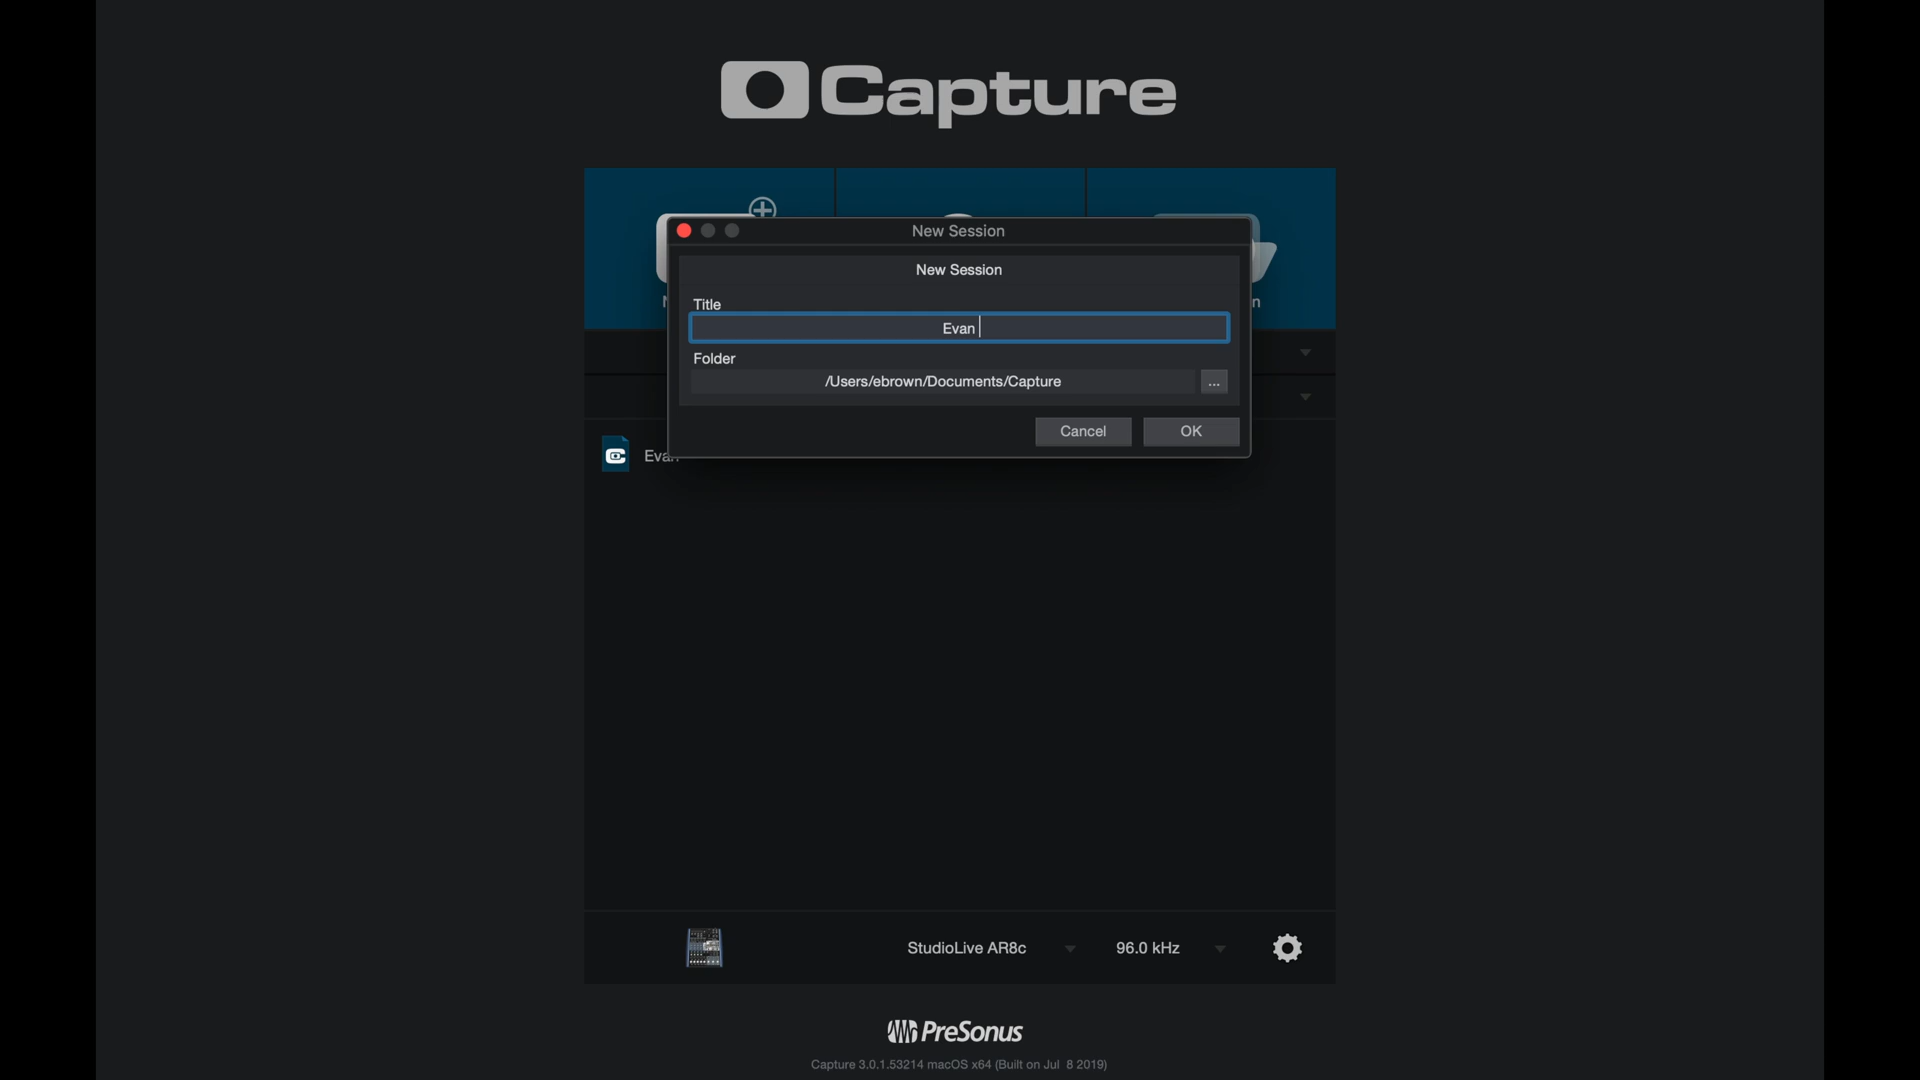 Capture
New Session
New Session
Title
Evan
Folder
/Users/ebrown/Documents/Capture
...
Cancel
OK
StudioLive AR8c
96.0 kHz
PreSonus
Capture 3.0.1.53214 macOS x64 (Built on Jul 8 2019)